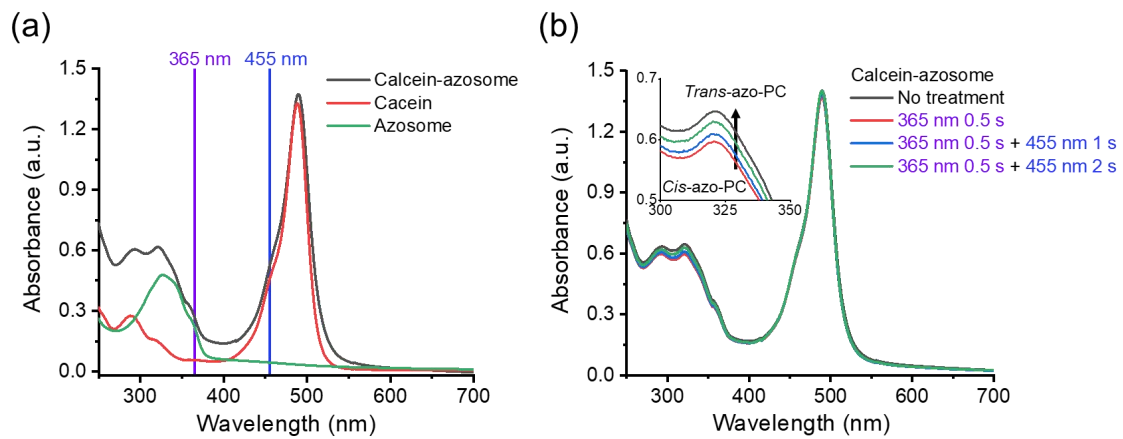 (a)
365 nm 455 nm
Calcein-azosome
Cacein
Azosome
1.5
1.2
0.9
0.6
0.3
0.0
Absorbance (a.u.)
300 400 500 600 700
Wavelength (nm)
(b)
Calcein-azosome
No treatment
365 nm 0.5 s
365 nm 0.5 s + 455 nm 1 s
365 nm 0.5 s + 455 nm 2 s
0.7
0.6
0.5
Trans-azo-PC
Cis-azo-PC
300 325 350
1.5
1.2
0.9
0.6
0.3
0.0
Absorbance (a.u.)
300 400 500 600 700
Wavelength (nm)